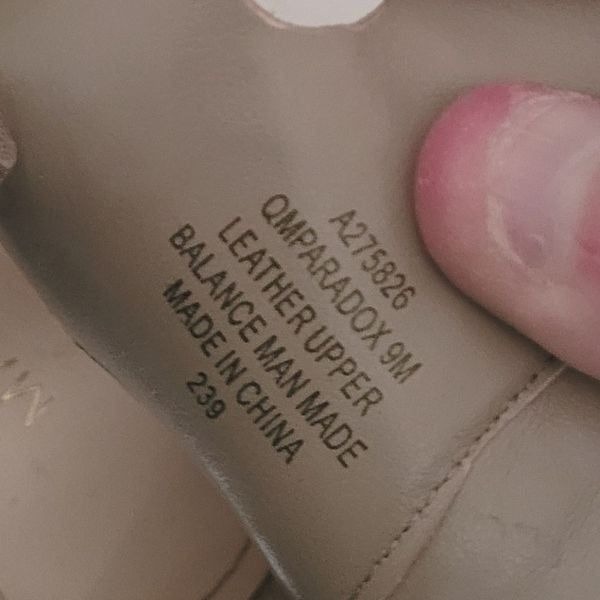 A275826
QMPARADOX 9M
LEATHER UPPER
BALANCE MAN MADE
MADE IN CHINA
239